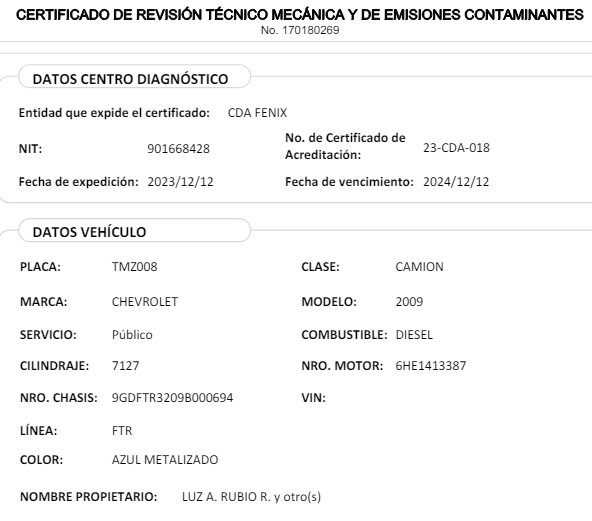 CERTIFICADO DE REVISIÓN TÉCNICO MECÁNICA Y DE EMISIONES CONTAMINANTES
No. 170180269
DATOS CENTRO DIAGNÓSTICO
Entidad que expide el certificado: CDA FENIX
NIT: 901668428 No. de Certificado de Acreditación: 23-CDA-018
Fecha de expedición: 2023/12/12 Fecha de vencimiento: 2024/12/12
DATOS VEHÍCULO
PLACA: TMZ008 CLASE: CAMION
MARCA: CHEVROLET MODELO: 2009
SERVICIO: Público COMBUSTIBLE: DIESEL
CILINDRAJE: 7127 NRO. MOTOR: 6HE1413387
NRO. CHASIS: 9GDFTR3209B000694 VIN:
LÍNEA: FTR
COLOR: AZUL METALIZADO
NOMBRE PROPIETARIO: LUZ A. RUBIO R. y otro(s)